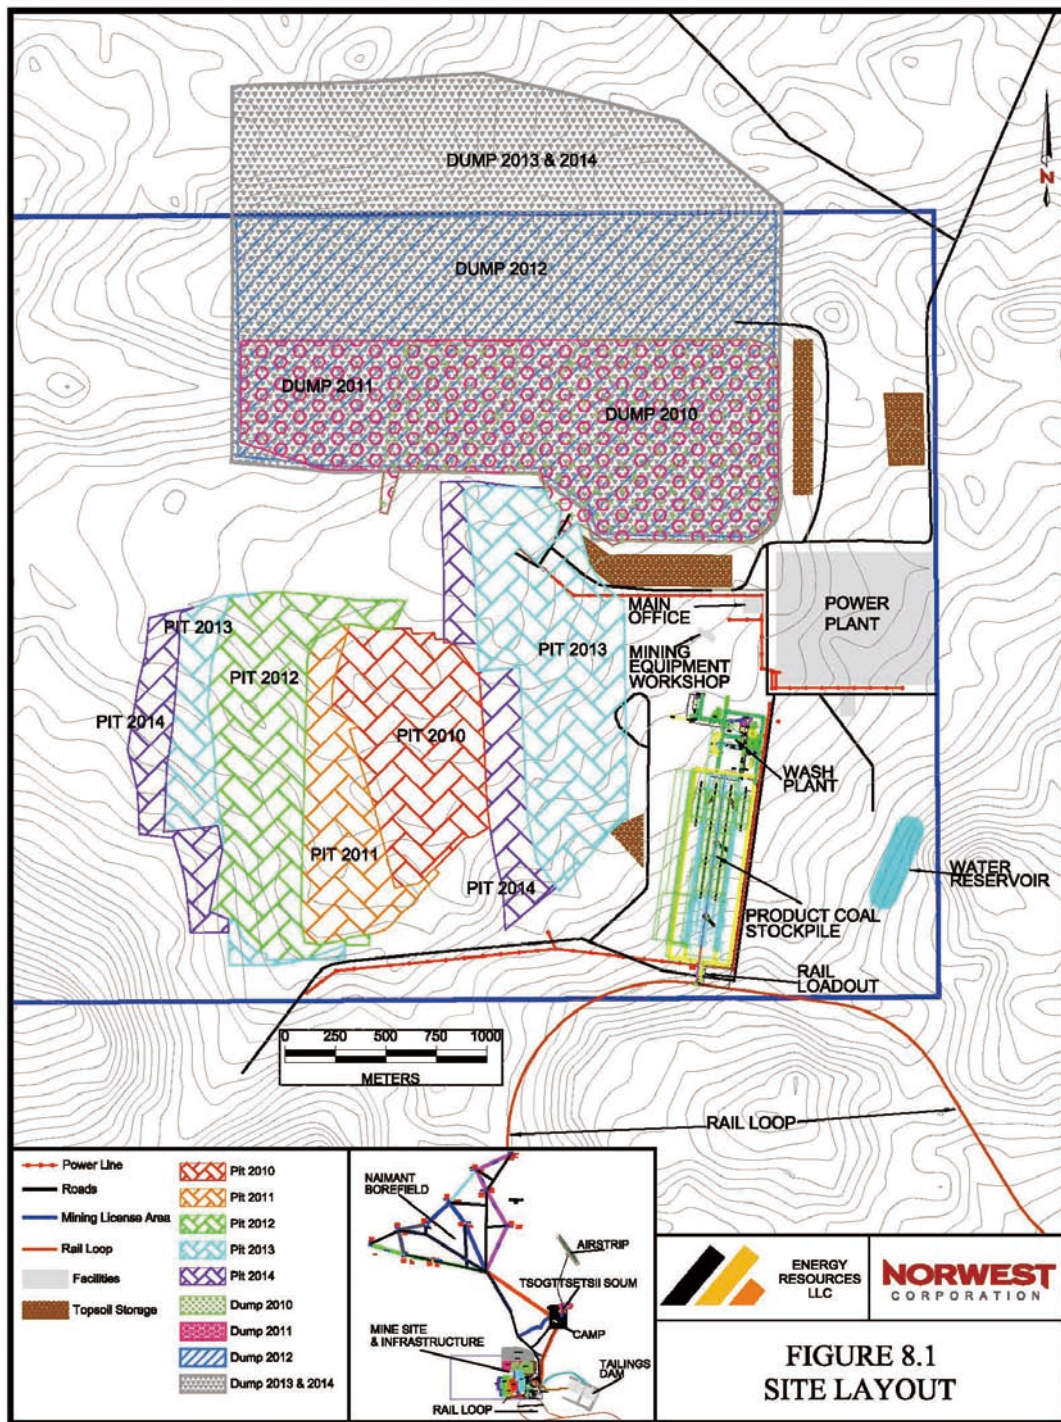 DUMP 2013 & 2014
N
DUMP 2012
DUMP 2011
DUMP 2010
MAIN
OFFICE
POWER
PLANT
PIT 2013
PIT 2013
MINING
EQUIPMENT
WORKSHOP
PIT 2012
PIT 2014
PIT 2010
WASH
PLANT
PIT 2011
PIT 2014
WATER
RESERVOIR
PRODUCT COAL
STOCKPILE
RAIL
LOADOUT
0 250 500 750 1000
METERS
RAIL LOOP
Power Line
Roads
Mining License Area
Rail Loop
Facilities
Topsoil Storage
Pit 2010
Pit 2011
Pit 2012
Pit 2013
Pit 2014
Dump 2010
Dump 2011
Dump 2012
Dump 2013 & 2014
NAIMANT
BOREFIELD
AIRSTRIP
TSOGTTSETSII SOUM
CAMP
MINE SITE
& INFRASTRUCTURE
TAILINGS
DAM
RAIL LOOP
ENERGY
RESOURCES
LLC
NORWEST
CORPORATION
FIGURE 8.1
SITE LAYOUT